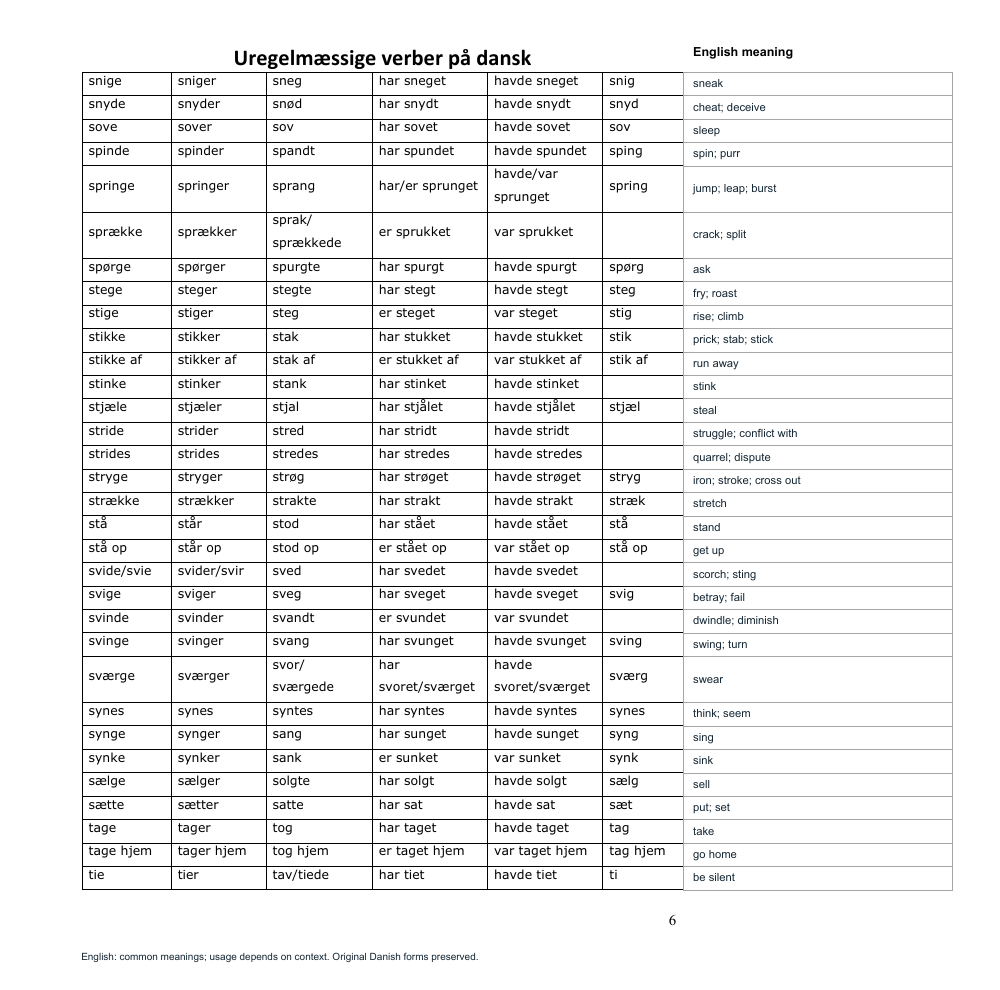 Uregelmæssige verber på dansk English meaning
snige sniger sneg har sneget havde sneget snig sneak
snyde snyder snød har snydt havde snydt snyd cheat; deceive
sove sover sov har sovet havde sovet sov sleep
spinde spinder spandt har spundet havde spundet sping spin; purr
springe springer sprang har/er sprunget havde/var sprunget spring jump; leap; burst
sprække sprækker sprak/ sprækkede er sprukket var sprukket crack; split
spørge spørger spurgte har spurgt havde spurgt spørg ask
stege steger stegte har stegt havde stegt steg fry; roast
stige stiger steg er steget var steget stig rise; climb
stikke stikker stak har stukket havde stukket stik prick; stab; stick
stikke af stikker af stak af er stukket af var stukket af stik af run away
stinke stinker stank har stinket havde stinket stink
stjæle stjæler stjal har stjålet havde stjålet stjæl steal
stride strider stred har stridt havde stridt struggle; conflict with
strides strides stredes har stredes havde stredes quarrel; dispute
stryge stryger strøg har strøget havde strøget stryg iron; stroke; cross out
strække strækker strakte har strakt havde strakt stræk stretch
stå står stod har stået havde stået stå stand
stå op står op stod op er stået op var stået op stå op get up
svide/svie svider/svir sved har svedet havde svedet scorch; sting
svige sviger sveg har sveget havde sveget svig betray; fail
svinde svinder svandt er svundet var svundet dwindle; diminish
svinge svinger svang har svunget havde svunget sving swing; turn
sværge sværger svor/ sværgede har svoret/sværget havde svoret/sværget sværg swear
synes synes syntes har syntes havde syntes synes think; seem
synge synger sang har sunget havde sunget syng sing
synke synker sank er sunket var sunket synk sink
sælge sælger solgte har solgt havde solgt sælg sell
sætte sætter satte har sat havde sat sæt put; set
tage tager tog har taget havde taget tag take
tage hjem tager hjem tog hjem er taget hjem var taget hjem tag hjem go home
tie tier tav/tiede har tiet havde tiet ti be silent
6
English: common meanings; usage depends on context. Original Danish forms preserved.